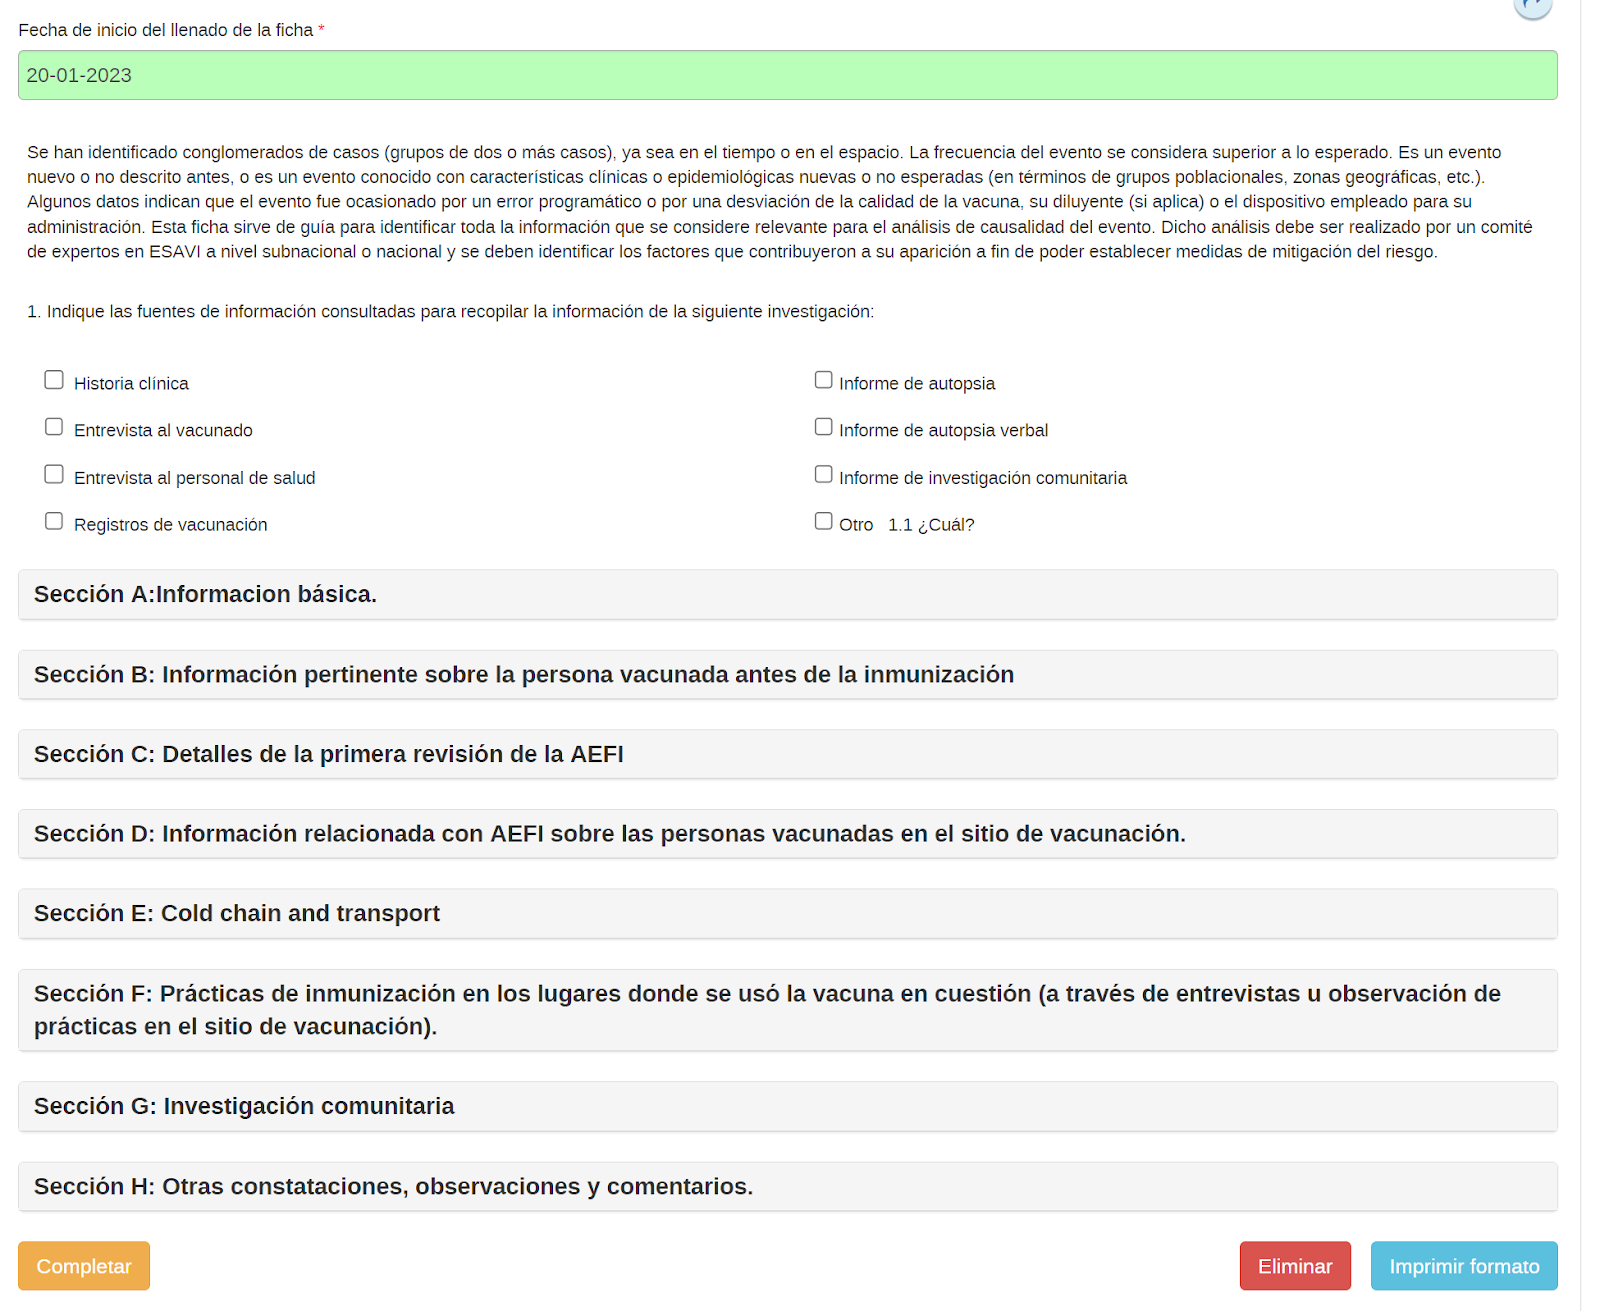 Fecha de inicio del llenado de la ficha *
20-01-2023
Se han identificado conglomerados de casos (grupos de dos o más casos), ya sea en el tiempo o en el espacio. La frecuencia del evento se considera superior a lo esperado. Es un evento
nuevo o no descrito antes, o es un evento conocido con características clínicas o epidemiológicas nuevas o no esperadas (en términos de grupos poblacionales, zonas geográficas, etc.).
Algunos datos indican que el evento fue ocasionado por un error programático o por una desviación de la calidad de la vacuna, su diluyente (si aplica) o el dispositivo empleado para su
administración. Esta ficha sirve de guía para identificar toda la información que se considere relevante para el análisis de causalidad del evento. Dicho análisis debe ser realizado por un comité
de expertos en ESAVI a nivel subnacional o nacional y se deben identificar los factores que contribuyeron a su aparición a fin de poder establecer medidas de mitigación del riesgo.
1. Indique las fuentes de información consultadas para recopilar la información de la siguiente investigación:
Historia clínica
Informe de autopsia
Entrevista al vacunado
Informe de autopsia verbal
Entrevista al personal de salud
Informe de investigación comunitaria
Registros de vacunación
Otro 1.1 ¿Cuál?
Sección A:Informacion básica.
Sección B: Información pertinente sobre la persona vacunada antes de la inmunización
Sección C: Detalles de la primera revisión de la AEFI
Sección D: Información relacionada con AEFI sobre las personas vacunadas en el sitio de vacunación.
Sección E: Cold chain and transport
Sección F: Prácticas de inmunización en los lugares donde se usó la vacuna en cuestión (a través de entrevistas u observación de
prácticas en el sitio de vacunación).
Sección G: Investigación comunitaria
Sección H: Otras constataciones, observaciones y comentarios.
Completar
Eliminar
Imprimir formato